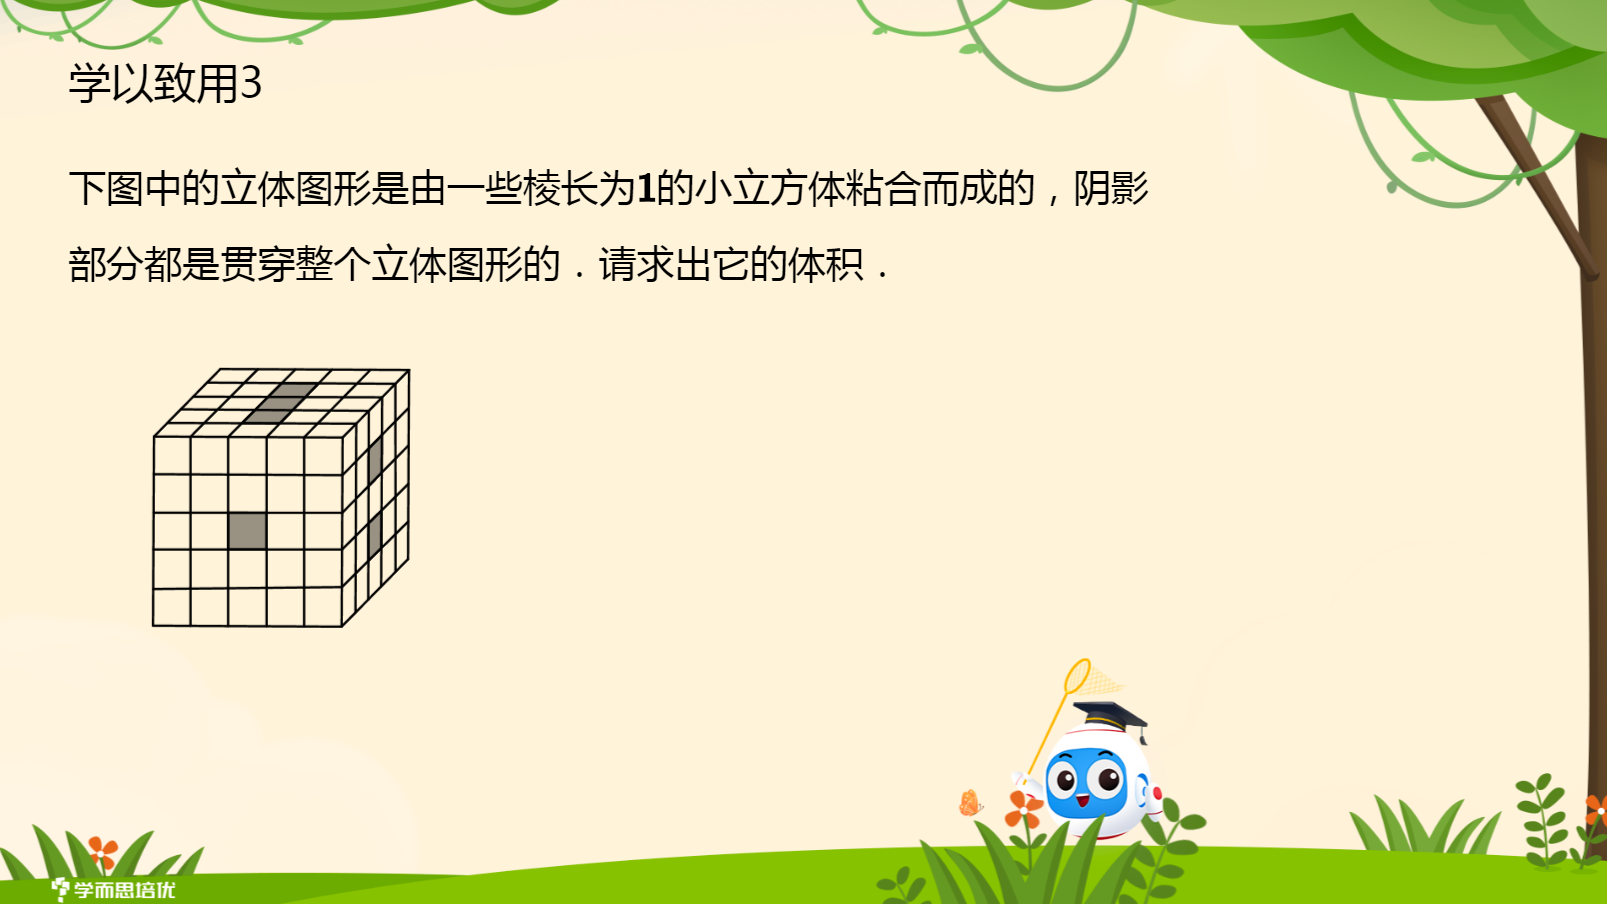 学以致用3
下图中的立体图形是由一些棱长为1的小立方体粘合而成的，阴影
部分都是贯穿整个立体图形的．请求出它的体积．
学而思培优